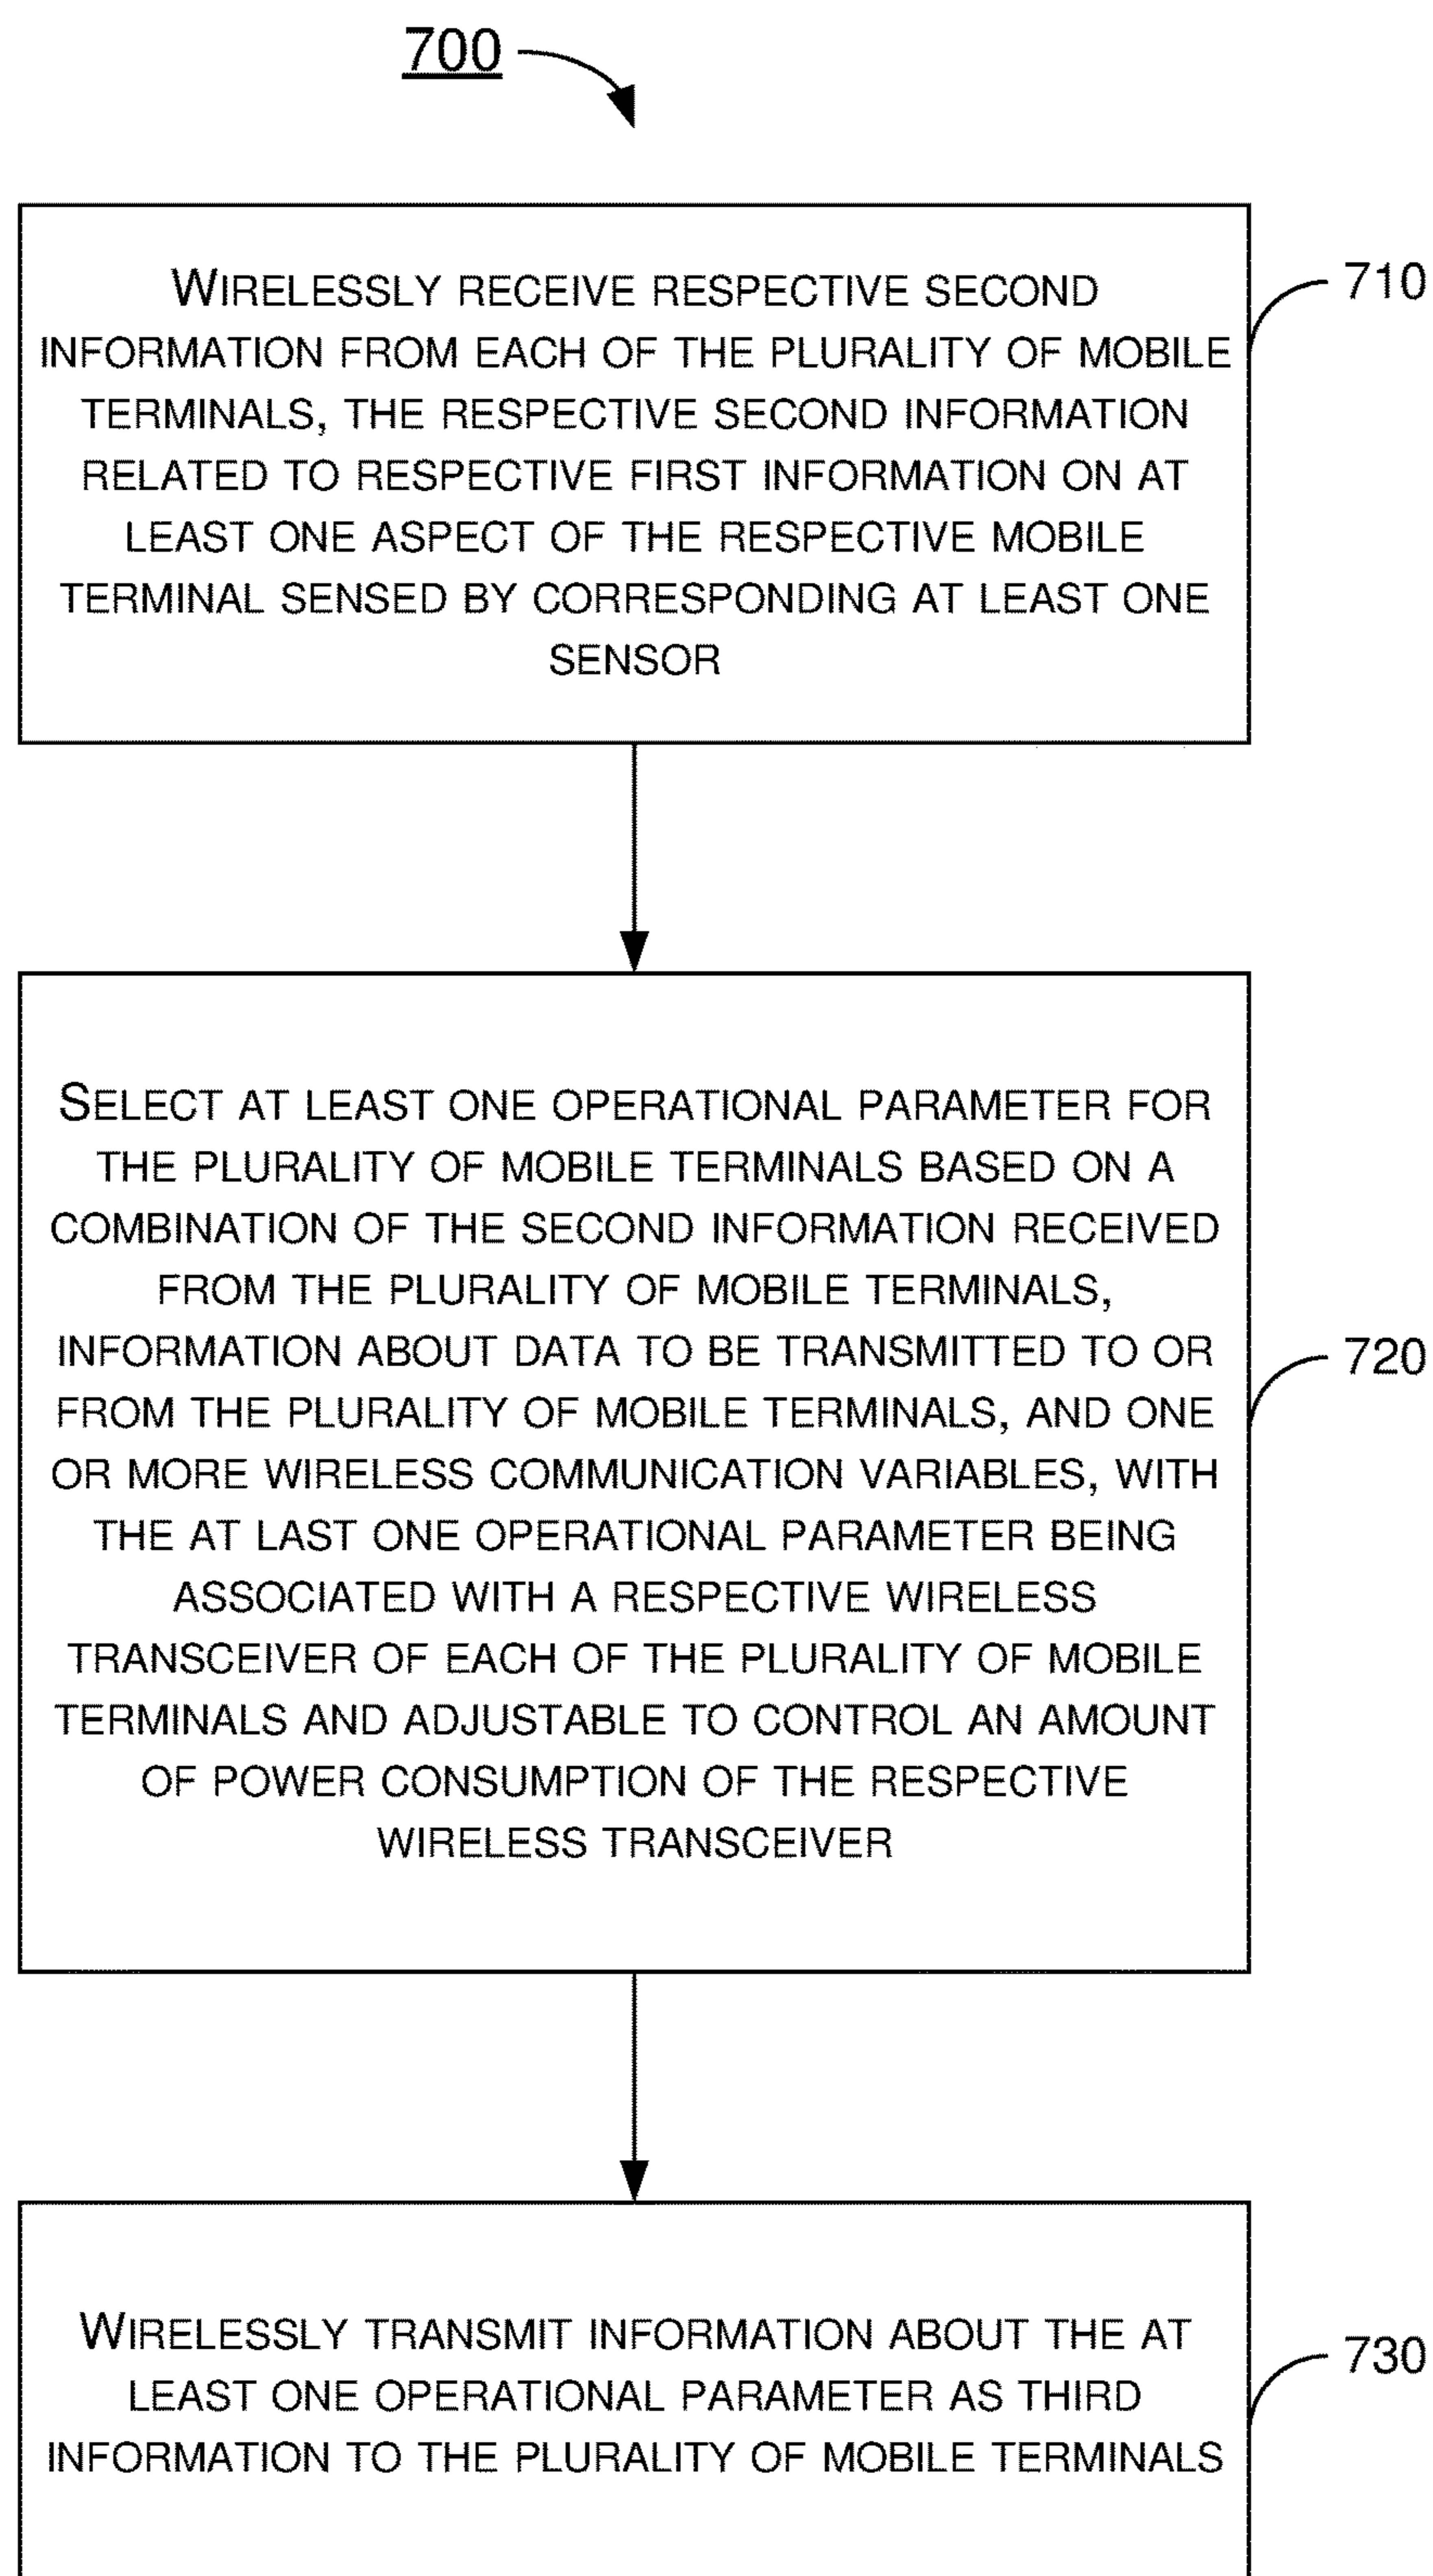 700
WIRELESSLY RECEIVE RESPECTIVE SECOND
INFORMATION FROM EACH OF THE PLURALITY OF MOBILE
TERMINALS, THE RESPECTIVE SECOND INFORMATION
RELATED TO RESPECTIVE FIRST INFORMATION ON AT
LEAST ONE ASPECT OF THE RESPECTIVE MOBILE
TERMINAL SENSED BY CORRESPONDING AT LEAST ONE
SENSOR
710
SELECT AT LEAST ONE OPERATIONAL PARAMETER FOR
THE PLURALITY OF MOBILE TERMINALS BASED ON A
COMBINATION OF THE SECOND INFORMATION RECEIVED
FROM THE PLURALITY OF MOBILE TERMINALS,
INFORMATION ABOUT DATA TO BE TRANSMITTED TO OR
FROM THE PLURALITY OF MOBILE TERMINALS, AND ONE
OR MORE WIRELESS COMMUNICATION VARIABLES, WITH
THE AT LAST ONE OPERATIONAL PARAMETER BEING
ASSOCIATED WITH A RESPECTIVE WIRELESS
TRANSCEIVER OF EACH OF THE PLURALITY OF MOBILE
TERMINALS AND ADJUSTABLE TO CONTROL AN AMOUNT
OF POWER CONSUMPTION OF THE RESPECTIVE
WIRELESS TRANSCEIVER
720
WIRELESSLY TRANSMIT INFORMATION ABOUT THE AT
LEAST ONE OPERATIONAL PARAMETER AS THIRD
INFORMATION TO THE PLURALITY OF MOBILE TERMINALS
730